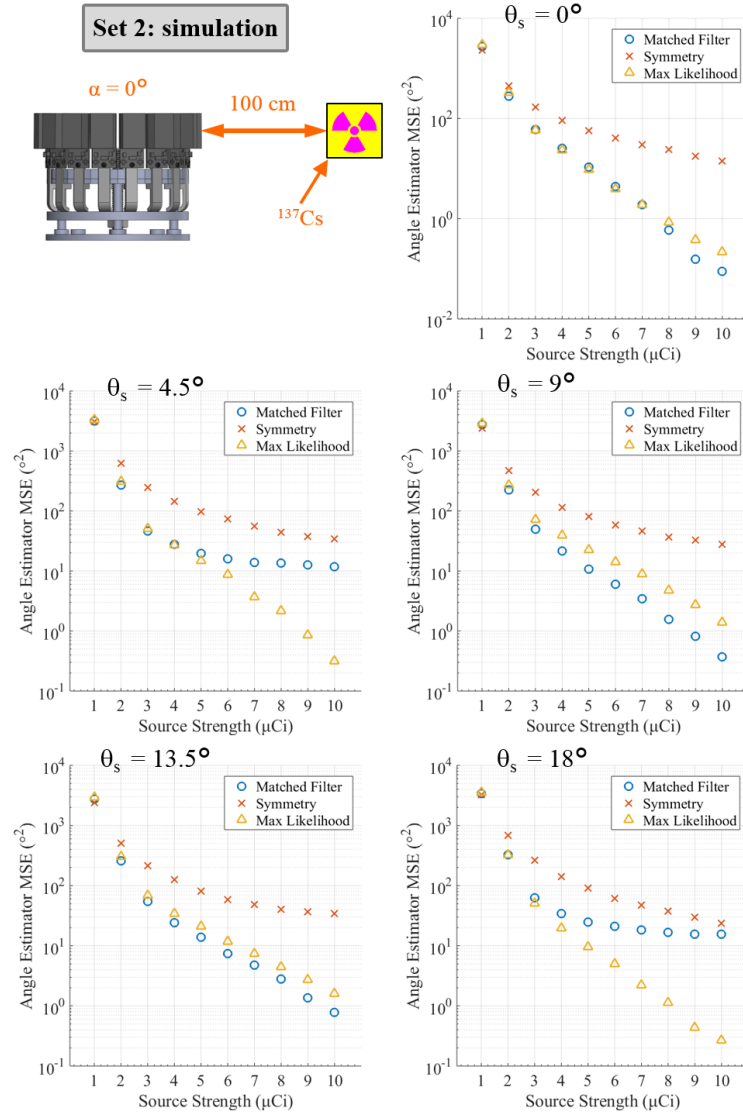 Set 2: simulation
α = 0°
100 cm
¹³⁷Cs
θₛ = 0°
Matched Filter
Symmetry
Max Likelihood
Angle Estimator MSE (°²)
10⁴
10²
10⁰
10⁻²
1 2 3 4 5 6 7 8 9 10
Source Strength (μCi)
θₛ = 4.5°
Matched Filter
Symmetry
Max Likelihood
Angle Estimator MSE (°²)
10⁴
10³
10²
10¹
10⁰
10⁻¹
1 2 3 4 5 6 7 8 9 10
Source Strength (μCi)
θₛ = 9°
Matched Filter
Symmetry
Max Likelihood
Angle Estimator MSE (°²)
10⁴
10³
10²
10¹
10⁰
10⁻¹
1 2 3 4 5 6 7 8 9 10
Source Strength (μCi)
θₛ = 13.5°
Matched Filter
Symmetry
Max Likelihood
Angle Estimator MSE (°²)
10⁴
10³
10²
10¹
10⁰
10⁻¹
1 2 3 4 5 6 7 8 9 10
Source Strength (μCi)
θₛ = 18°
Matched Filter
Symmetry
Max Likelihood
Angle Estimator MSE (°²)
10⁴
10³
10²
10¹
10⁰
10⁻¹
1 2 3 4 5 6 7 8 9 10
Source Strength (μCi)